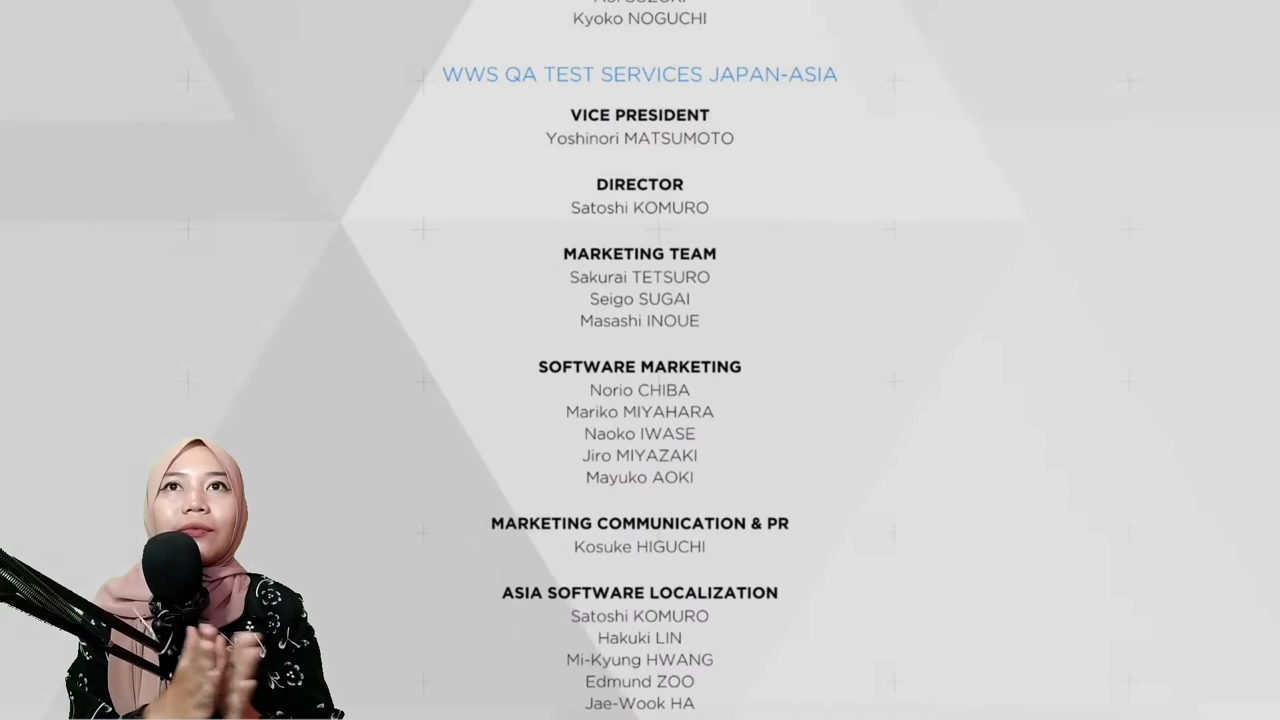 Kyoko NOGUCHI
WWS QA TEST SERVICES JAPAN-ASIA
VICE PRESIDENT
Yoshinori MATSUMOTO
DIRECTOR
Satoshi KOMURO
MARKETING TEAM
Sakurai TETSURO
Seigo SUGAI
Masashi INOUE
SOFTWARE MARKETING
Norio CHIBA
Mariko MIYAHARA
Naoko IWASE
Jiro MIYAZAKI
Mayuko AOKI
MARKETING COMMUNICATION & PR
Kosuke HIGUCHI
ASIA SOFTWARE LOCALIZATION
Satoshi KOMURO
Hakuki LIN
Mi-Kyung HWANG
Edmund ZOO
Jae-Wook HA